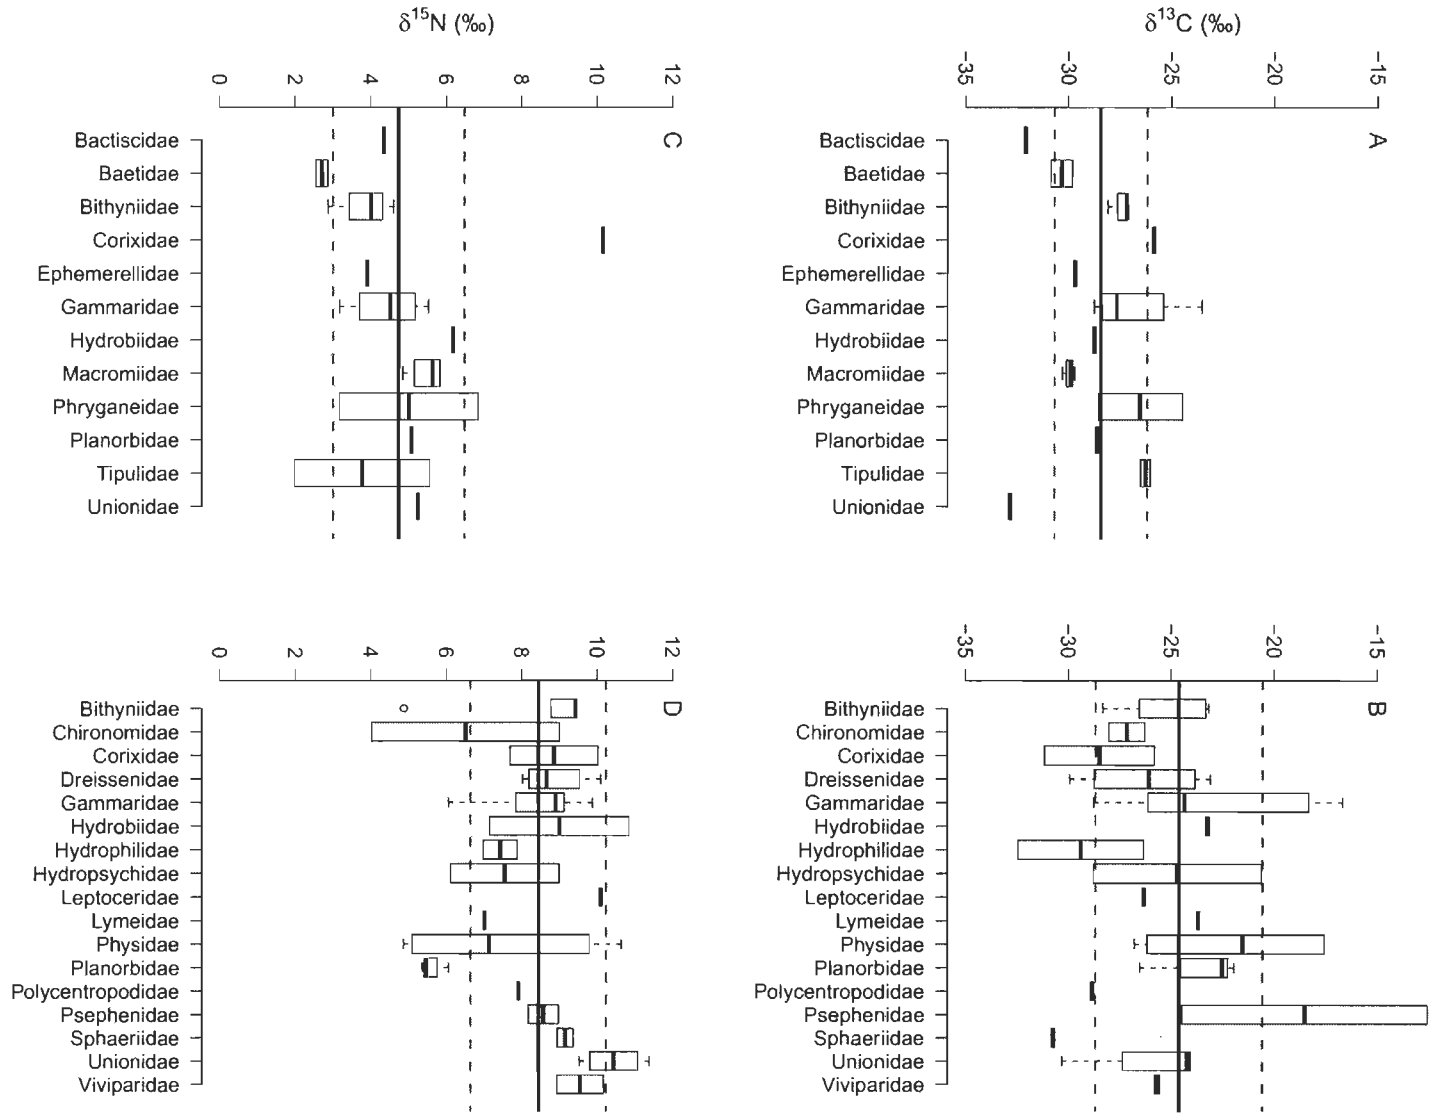 δ¹⁵N (‰)
0 2 4 6 8 10 12
C
Bactiscidae
Baetidae
Bithyniidae
Corixidae
Ephemerellidae
Gammaridae
Hydrobiidae
Macromiidae
Phryganeidae
Planorbidae
Tipulidae
Unionidae
δ¹³C (‰)
-35 -30 -25 -20 -15
A
Bactiscidae
Baetidae
Bithyniidae
Corixidae
Ephemerellidae
Gammaridae
Hydrobiidae
Macromiidae
Phryganeidae
Planorbidae
Tipulidae
Unionidae
0 2 4 6 8 10 12
D
Bithyniidae
Chironomidae
Corixidae
Dreissenidae
Gammaridae
Hydrobiidae
Hydrophilidae
Hydropsychidae
Leptoceridae
Lymeidae
Physidae
Planorbidae
Polycentropodidae
Psephenidae
Sphaeriidae
Unionidae
Viviparidae
-35 -30 -25 -20 -15
B
Bithyniidae
Chironomidae
Corixidae
Dreissenidae
Gammaridae
Hydrobiidae
Hydrophilidae
Hydropsychidae
Leptoceridae
Lymeidae
Physidae
Planorbidae
Polycentropodidae
Psephenidae
Sphaeriidae
Unionidae
Viviparidae